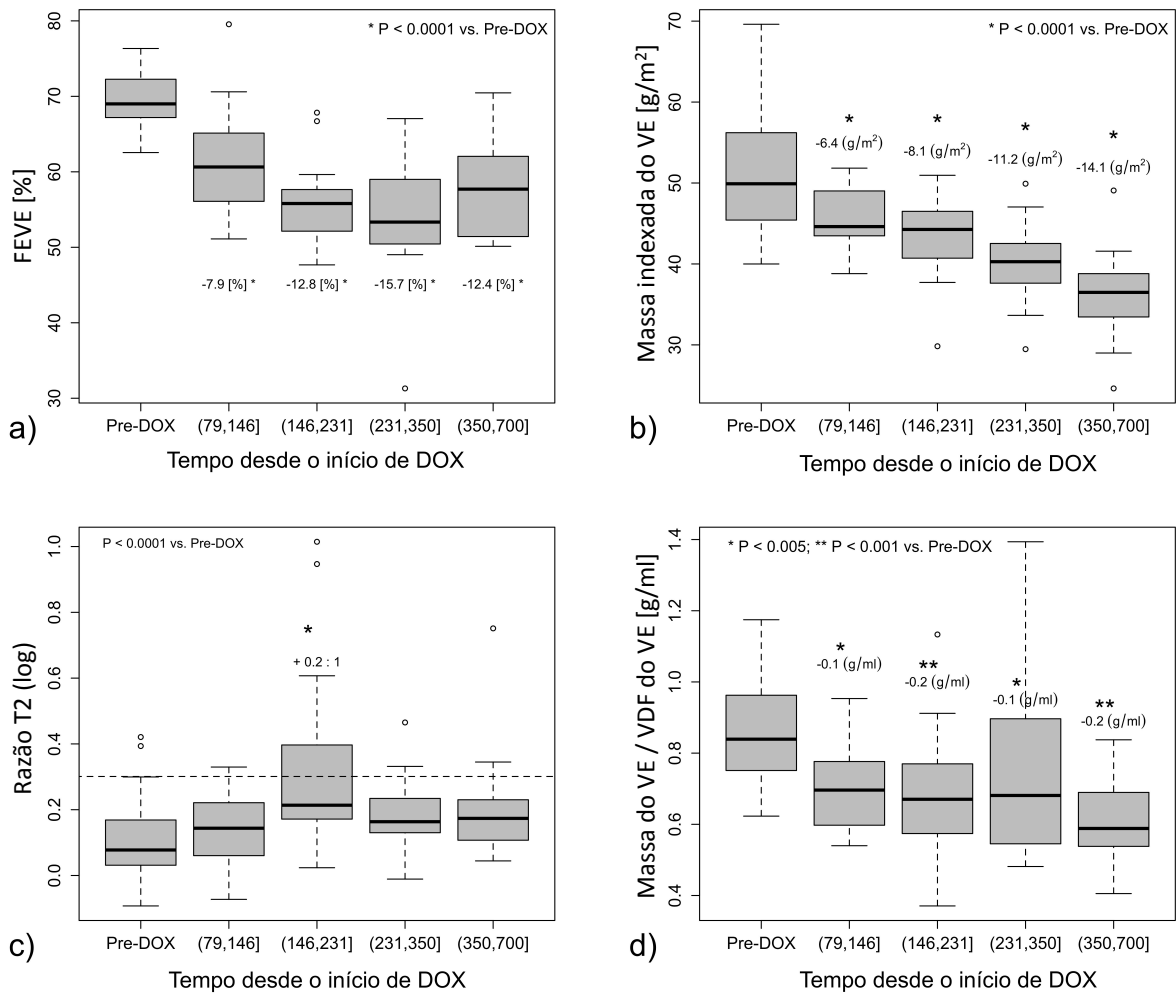 * P < 0.0001 vs. Pre-DOX
FEVE [%]
80
70
60
50
40
30
-7.9 [%] *
-12.8 [%] *
-15.7 [%] *
-12.4 [%] *
Pre-DOX
(79,146]
(146,231]
(231,350]
(350,700]
a)
Tempo desde o início de DOX
* P < 0.0001 vs. Pre-DOX
Massa indexada do VE [g/m²]
70
60
50
40
30
*
-6.4 (g/m²)
*
-8.1 (g/m²)
*
-11.2 (g/m²)
*
-14.1 (g/m²)
Pre-DOX
(79,146]
(146,231]
(231,350]
(350,700]
b)
Tempo desde o início de DOX
P < 0.0001 vs. Pre-DOX
Razão T2 (log)
1.0
0.8
0.6
0.4
0.2
0.0
*
+ 0.2 : 1
Pre-DOX
(79,146]
(146,231]
(231,350]
(350,700]
c)
Tempo desde o início de DOX
* P < 0.005; ** P < 0.001 vs. Pre-DOX
Massa do VE / VDF do VE [g/ml]
1.4
1.2
1.0
0.8
0.6
0.4
*
-0.1 (g/ml)
**
-0.2 (g/ml)
*
-0.1 (g/ml)
**
-0.2 (g/ml)
Pre-DOX
(79,146]
(146,231]
(231,350]
(350,700]
d)
Tempo desde o início de DOX